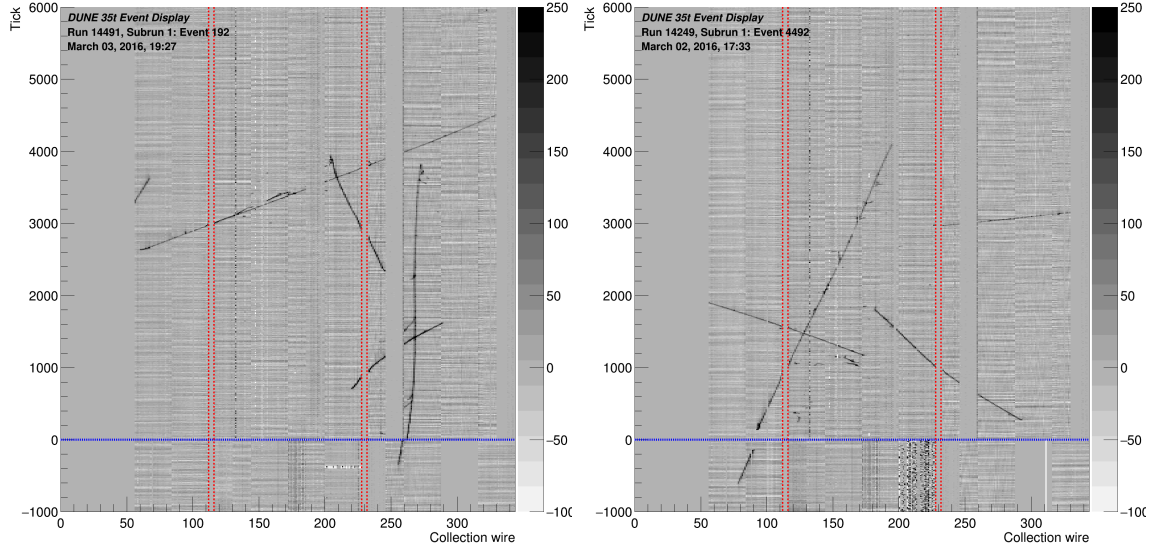 DUNE 35t Event Display
Run 14491, Subrun 1: Event 192
March 03, 2016, 19:27
Tick
6000
5000
4000
3000
2000
1000
0
−1000
0 50 100 150 200 250 300
Collection wire
250
200
150
100
50
0
−50
−100
DUNE 35t Event Display
Run 14249, Subrun 1: Event 4492
March 02, 2016, 17:33
Tick
6000
5000
4000
3000
2000
1000
0
−1000
0 50 100 150 200 250 300
Collection wire
250
200
150
100
50
0
−50
−100